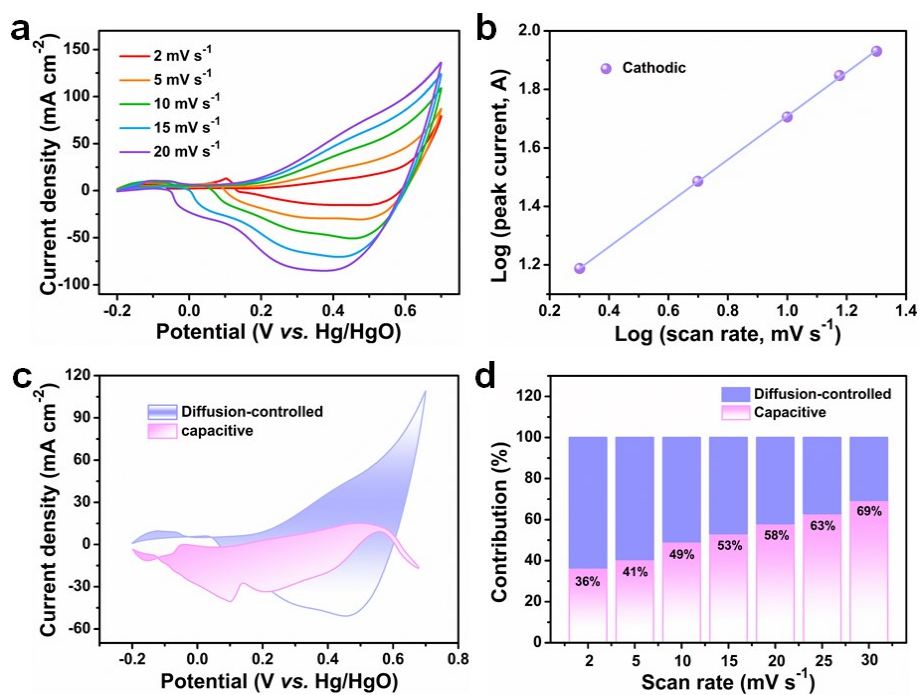 a
150
100
50
0
-50
-100
Current density (mA cm-2)
2 mV s-1
5 mV s-1
10 mV s-1
15 mV s-1
20 mV s-1
-0.2 0.0 0.2 0.4 0.6
Potential (V vs. Hg/HgO)
b
2.0
1.8
1.6
1.4
1.2
Log (peak current, A)
Cathodic
0.2 0.4 0.6 0.8 1.0 1.2 1.4
Log (scan rate, mV s-1)
c
120
90
60
30
0
-30
-60
Current density (mA cm-2)
Diffusion-controlled
capacitive
-0.2 0.0 0.2 0.4 0.6 0.8
Potential (V vs. Hg/HgO)
d
120
100
80
60
40
20
0
Contribution (%)
Diffusion-controlled
Capacitive
36% 41% 49% 53% 58% 63% 69%
2 5 10 15 20 25 30
Scan rate (mV s-1)